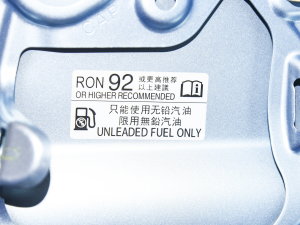 RON 92 或更高推荐
以上建議
OR HIGHER RECOMMENDED
只能使用无铅汽油
限用無鉛汽油
UNLEADED FUEL ONLY